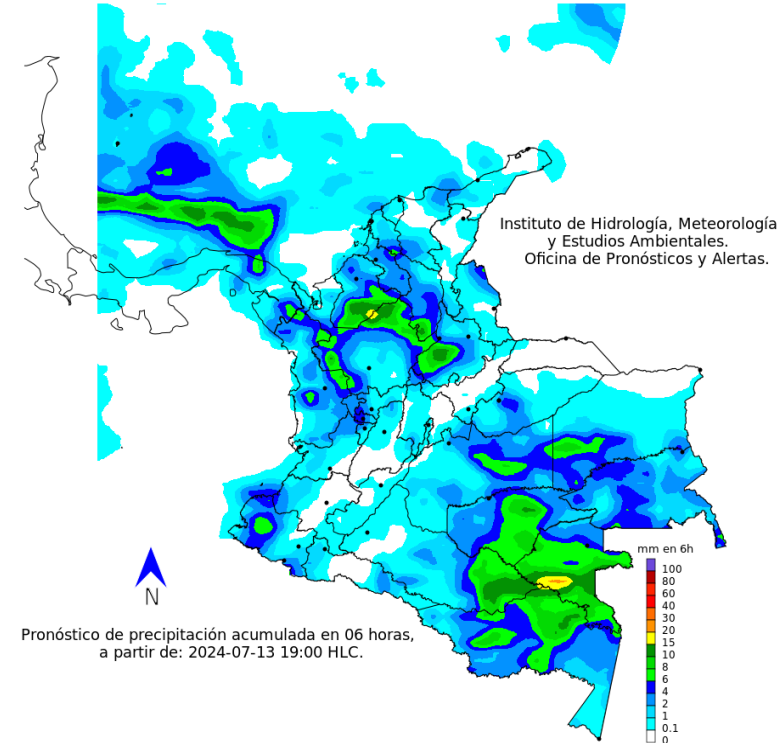 Instituto de Hidrología, Meteorología
y Estudios Ambientales.
Oficina de Pronósticos y Alertas.
mm en 6h
100
80
60
40
30
20
15
10
8
6
4
2
1
0.1
0
N
Pronóstico de precipitación acumulada en 06 horas,
a partir de: 2024-07-13 19:00 HLC.